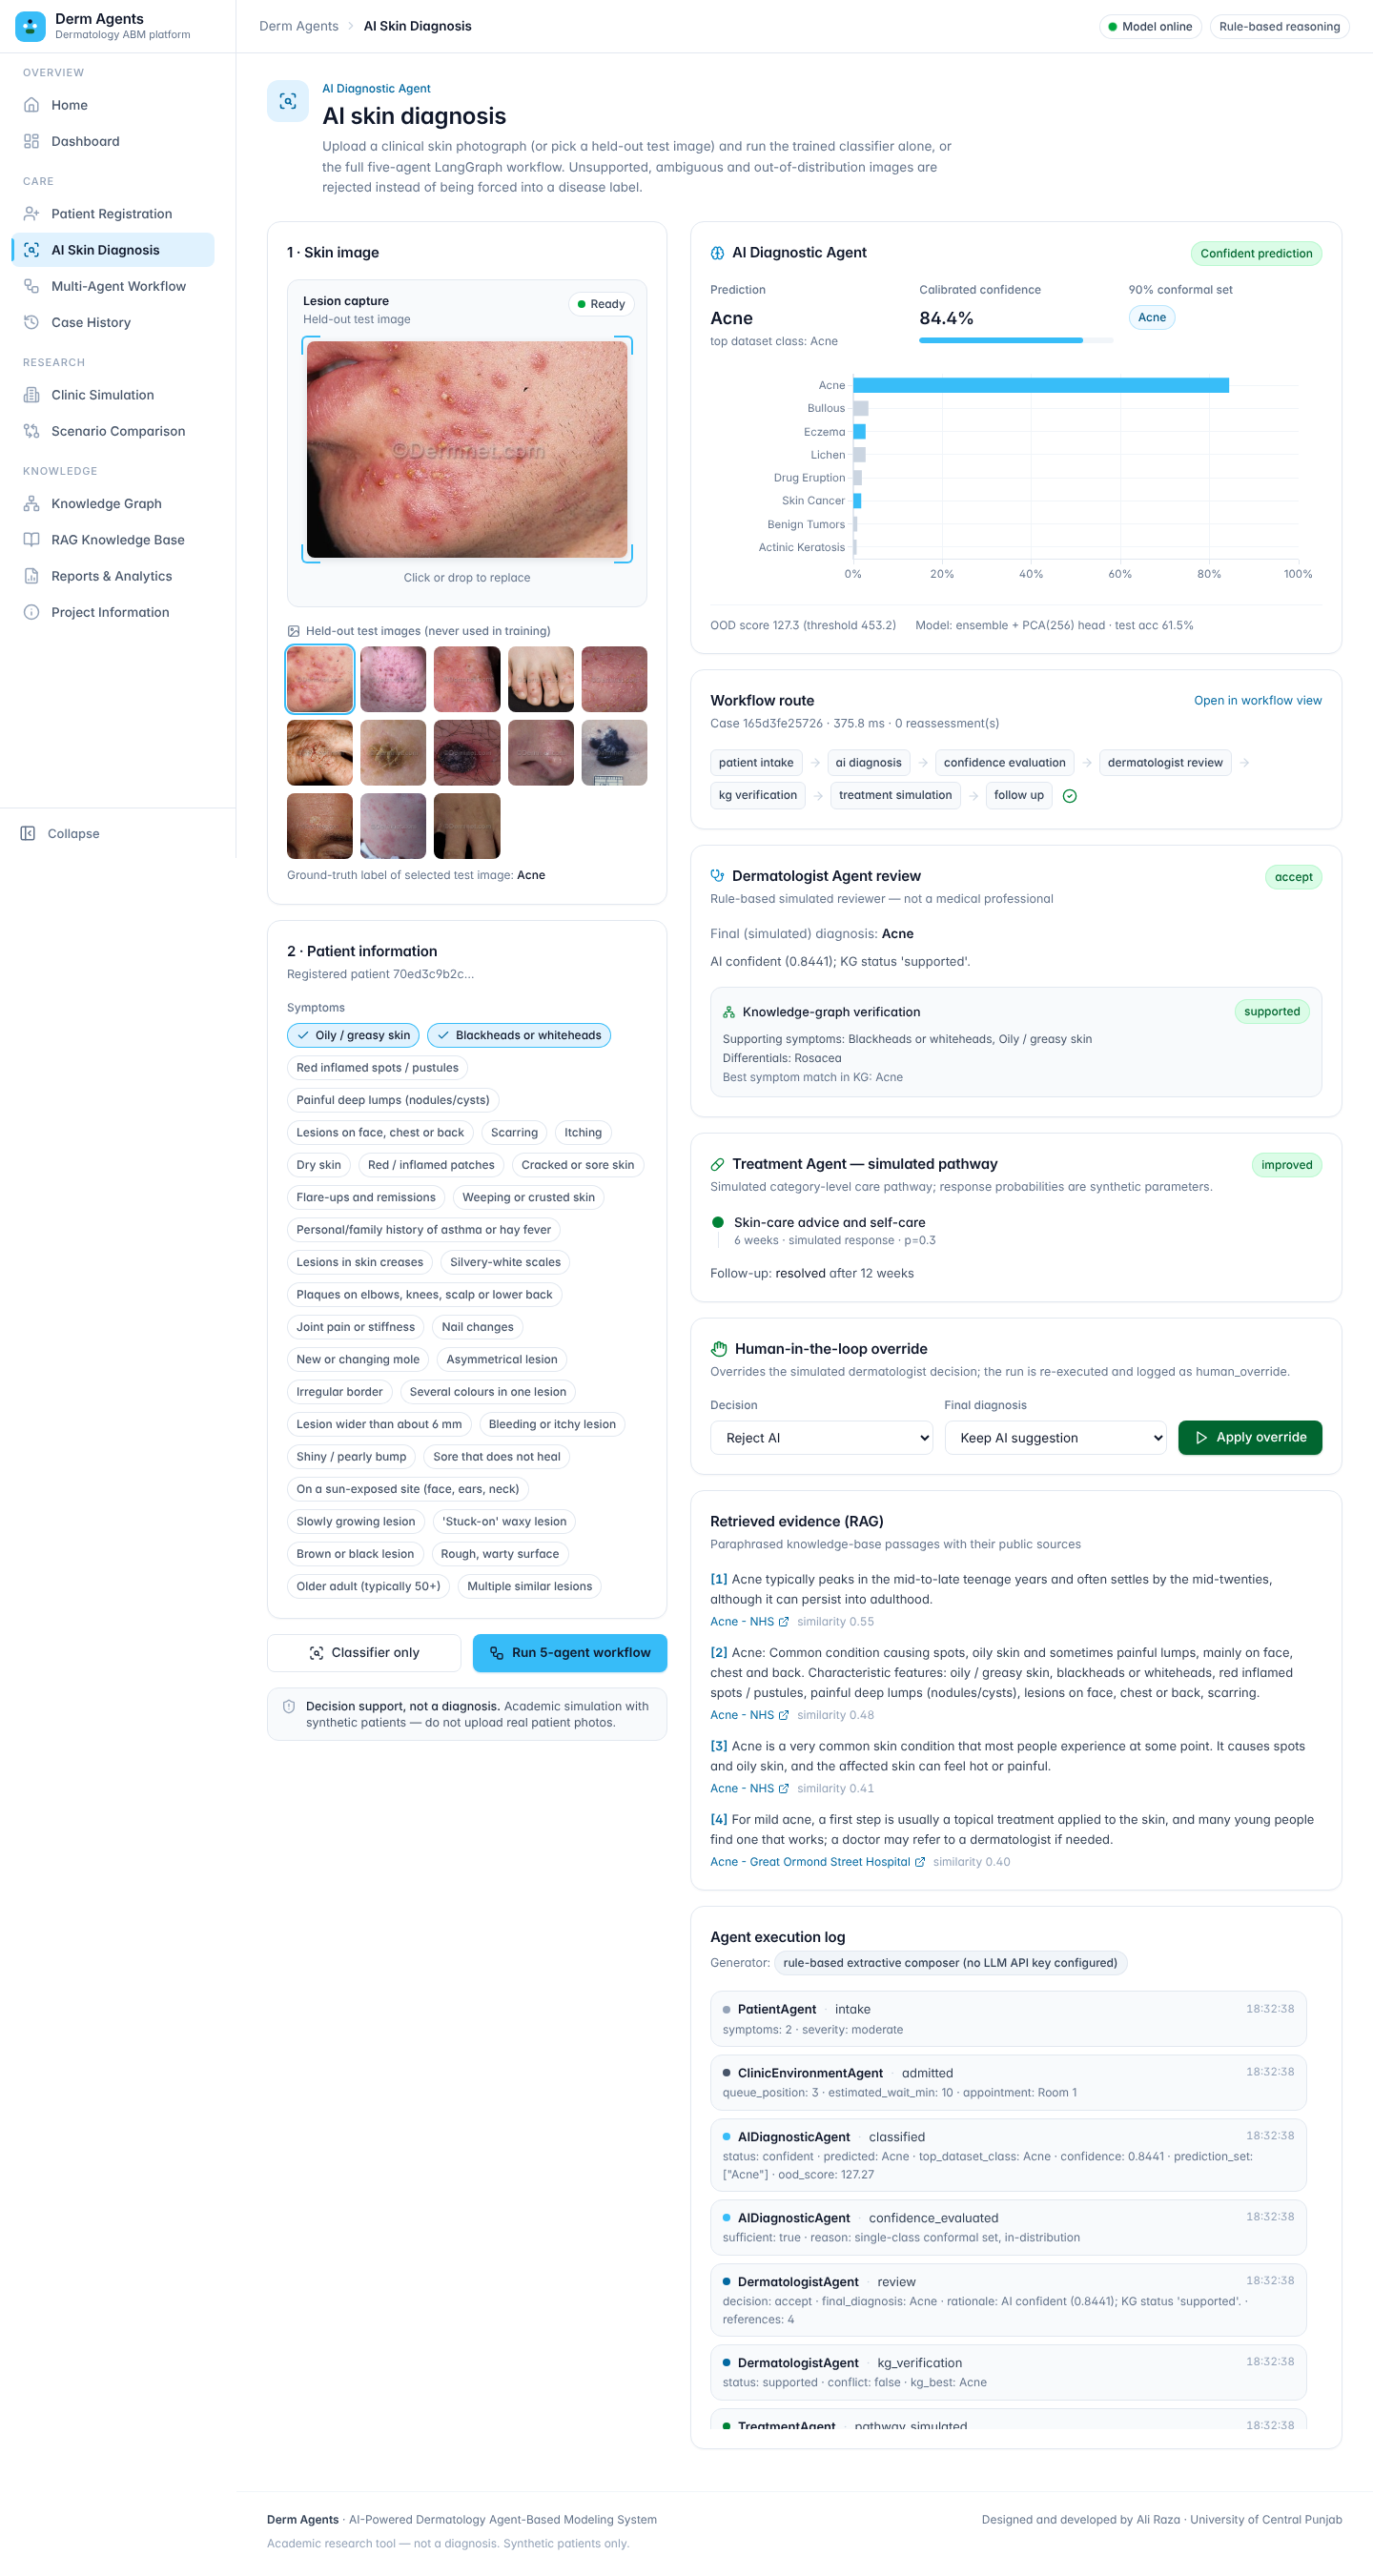 Derm Agents
Dermatology ABM platform
OVERVIEW
Home
Dashboard
CARE
Patient Registration
AI Skin Diagnosis
Multi-Agent Workflow
Case History
RESEARCH
Clinic Simulation
Scenario Comparison
KNOWLEDGE
Knowledge Graph
RAG Knowledge Base
Reports & Analytics
Project Information
Collapse
Derm Agents > AI Skin Diagnosis
Model online
Rule-based reasoning
AI Diagnostic Agent
AI skin diagnosis
Upload a clinical skin photograph (or pick a held-out test image) and run the trained classifier alone, or
the full five-agent LangGraph workflow. Unsupported, ambiguous and out-of-distribution images are
rejected instead of being forced into a disease label.
1 · Skin image
Lesion capture
Held-out test image
Ready
©Dermnet.com
Click or drop to replace
Held-out test images (never used in training)
Ground-truth label of selected test image: Acne
2 · Patient information
Registered patient 70ed3c9b2c...
Symptoms
Oily / greasy skin
Blackheads or whiteheads
Red inflamed spots / pustules
Painful deep lumps (nodules/cysts)
Lesions on face, chest or back
Scarring
Itching
Dry skin
Red / inflamed patches
Cracked or sore skin
Flare-ups and remissions
Weeping or crusted skin
Personal/family history of asthma or hay fever
Lesions in skin creases
Silvery-white scales
Plaques on elbows, knees, scalp or lower back
Joint pain or stiffness
Nail changes
New or changing mole
Asymmetrical lesion
Irregular border
Several colours in one lesion
Lesion wider than about 6 mm
Bleeding or itchy lesion
Shiny / pearly bump
Sore that does not heal
On a sun-exposed site (face, ears, neck)
Slowly growing lesion
'Stuck-on' waxy lesion
Brown or black lesion
Rough, warty surface
Older adult (typically 50+)
Multiple similar lesions
Classifier only
Run 5-agent workflow
Decision support, not a diagnosis. Academic simulation with
synthetic patients — do not upload real patient photos.
AI Diagnostic Agent
Confident prediction
Prediction
Acne
top dataset class: Acne
Calibrated confidence
84.4%
90% conformal set
Acne
Acne
Bullous
Eczema
Lichen
Drug Eruption
Skin Cancer
Benign Tumors
Actinic Keratosis
0% 20% 40% 60% 80% 100%
OOD score 127.3 (threshold 453.2) Model: ensemble + PCA(256) head · test acc 61.5%
Workflow route
Open in workflow view
Case 165d3fe25726 · 375.8 ms · 0 reassessment(s)
patient intake → ai diagnosis → confidence evaluation → dermatologist review →
kg verification → treatment simulation → follow up
Dermatologist Agent review
accept
Rule-based simulated reviewer — not a medical professional
Final (simulated) diagnosis: Acne
AI confident (0.8441); KG status 'supported'.
Knowledge-graph verification
supported
Supporting symptoms: Blackheads or whiteheads, Oily / greasy skin
Differentials: Rosacea
Best symptom match in KG: Acne
Treatment Agent — simulated pathway
improved
Simulated category-level care pathway; response probabilities are synthetic parameters.
Skin-care advice and self-care
6 weeks · simulated response · p=0.3
Follow-up: resolved after 12 weeks
Human-in-the-loop override
Overrides the simulated dermatologist decision; the run is re-executed and logged as human_override.
Decision
Reject AI
Final diagnosis
Keep AI suggestion
Apply override
Retrieved evidence (RAG)
Paraphrased knowledge-base passages with their public sources
[1] Acne typically peaks in the mid-to-late teenage years and often settles by the mid-twenties,
although it can persist into adulthood.
Acne - NHS similarity 0.55
[2] Acne: Common condition causing spots, oily skin and sometimes painful lumps, mainly on face,
chest and back. Characteristic features: oily / greasy skin, blackheads or whiteheads, red inflamed
spots / pustules, painful deep lumps (nodules/cysts), lesions on face, chest or back, scarring.
Acne - NHS similarity 0.48
[3] Acne is a very common skin condition that most people experience at some point. It causes spots
and oily skin, and the affected skin can feel hot or painful.
Acne - NHS similarity 0.41
[4] For mild acne, a first step is usually a topical treatment applied to the skin, and many young people
find one that works; a doctor may refer to a dermatologist if needed.
Acne - Great Ormond Street Hospital similarity 0.40
Agent execution log
Generator: rule-based extractive composer (no LLM API key configured)
PatientAgent · intake 18:32:38
symptoms: 2 · severity: moderate
ClinicEnvironmentAgent · admitted 18:32:38
queue_position: 3 · estimated_wait_min: 10 · appointment: Room 1
AIDiagnosticAgent · classified 18:32:38
status: confident · predicted: Acne · top_dataset_class: Acne · confidence: 0.8441 · prediction_set:
["Acne"] · ood_score: 127.27
AIDiagnosticAgent · confidence_evaluated 18:32:38
sufficient: true · reason: single-class conformal set, in-distribution
DermatologistAgent · review 18:32:38
decision: accept · final_diagnosis: Acne · rationale: AI confident (0.8441); KG status 'supported'. ·
references: 4
DermatologistAgent · kg_verification 18:32:38
status: supported · conflict: false · kg_best: Acne
TreatmentAgent · pathway_simulated 18:32:38
Derm Agents · AI-Powered Dermatology Agent-Based Modeling System
Academic research tool — not a diagnosis. Synthetic patients only.
Designed and developed by Ali Raza · University of Central Punjab